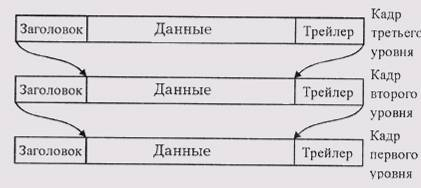 Заголовок Данные Трейлер
Кадр
третьего
уровня
Заголовок Данные Трейлер
Кадр
второго
уровня
Заголовок Данные Трейлер
Кадр
первого
уровня